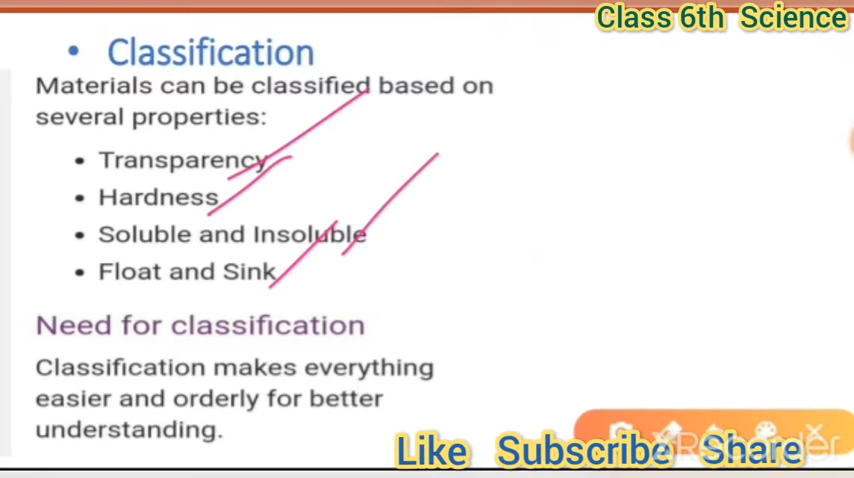 Class 6th Science
• Classification
Materials can be classified based on
several properties:
• Transparency
• Hardness
• Soluble and Insoluble
• Float and Sink
Need for classification
Classification makes everything
easier and orderly for better
understanding.
XRecorder
Like Subscribe Share